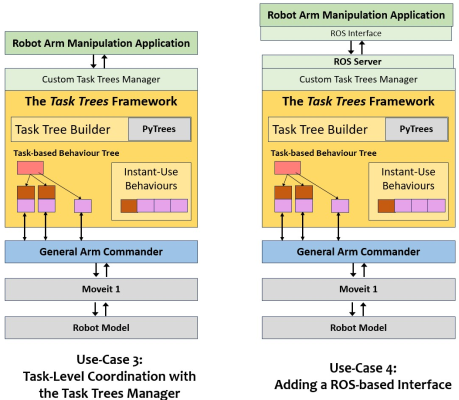 Robot Arm Manipulation Application
Custom Task Trees Manager
The Task Trees Framework
Task Tree Builder
PyTrees
Task-based Behaviour Tree
Instant-Use
Behaviours
General Arm Commander
Moveit 1
Robot Model
Use-Case 3:
Task-Level Coordination with
the Task Trees Manager
Robot Arm Manipulation Application
ROS Interface
ROS Server
Custom Task Trees Manager
The Task Trees Framework
Task Tree Builder
PyTrees
Task-based Behaviour Tree
Instant-Use
Behaviours
General Arm Commander
Moveit 1
Robot Model
Use-Case 4:
Adding a ROS-based Interface